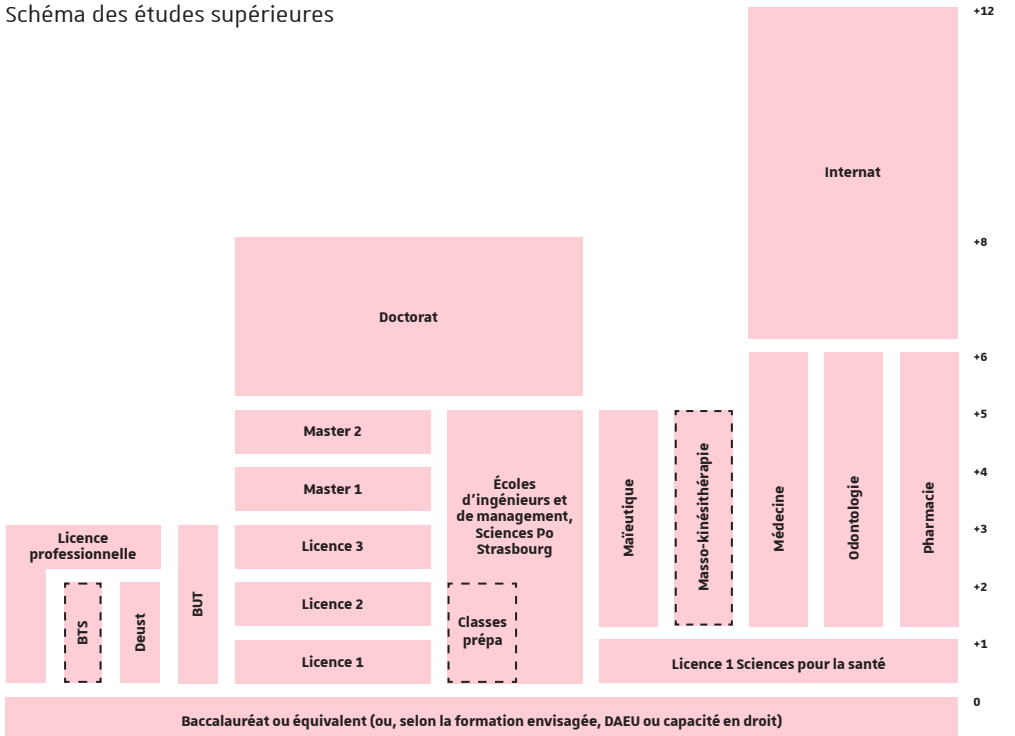 Schéma des études supérieures
+12
Internat
+8
Doctorat
+6
Master 2
+5
Master 1
+4
Écoles
d'ingénieurs et
de management,
Sciences Po
Strasbourg
Maïeutique
Masso-kinésithérapie
Médecine
Odontologie
Pharmacie
Licence
professionnelle
Licence 3
+3
BTS
Deust
BUT
Licence 2
Classes
prépa
+2
Licence 1
Licence 1 Sciences pour la santé
+1
0
Baccalauréat ou équivalent (ou, selon la formation envisagée, DAEU ou capacité en droit)